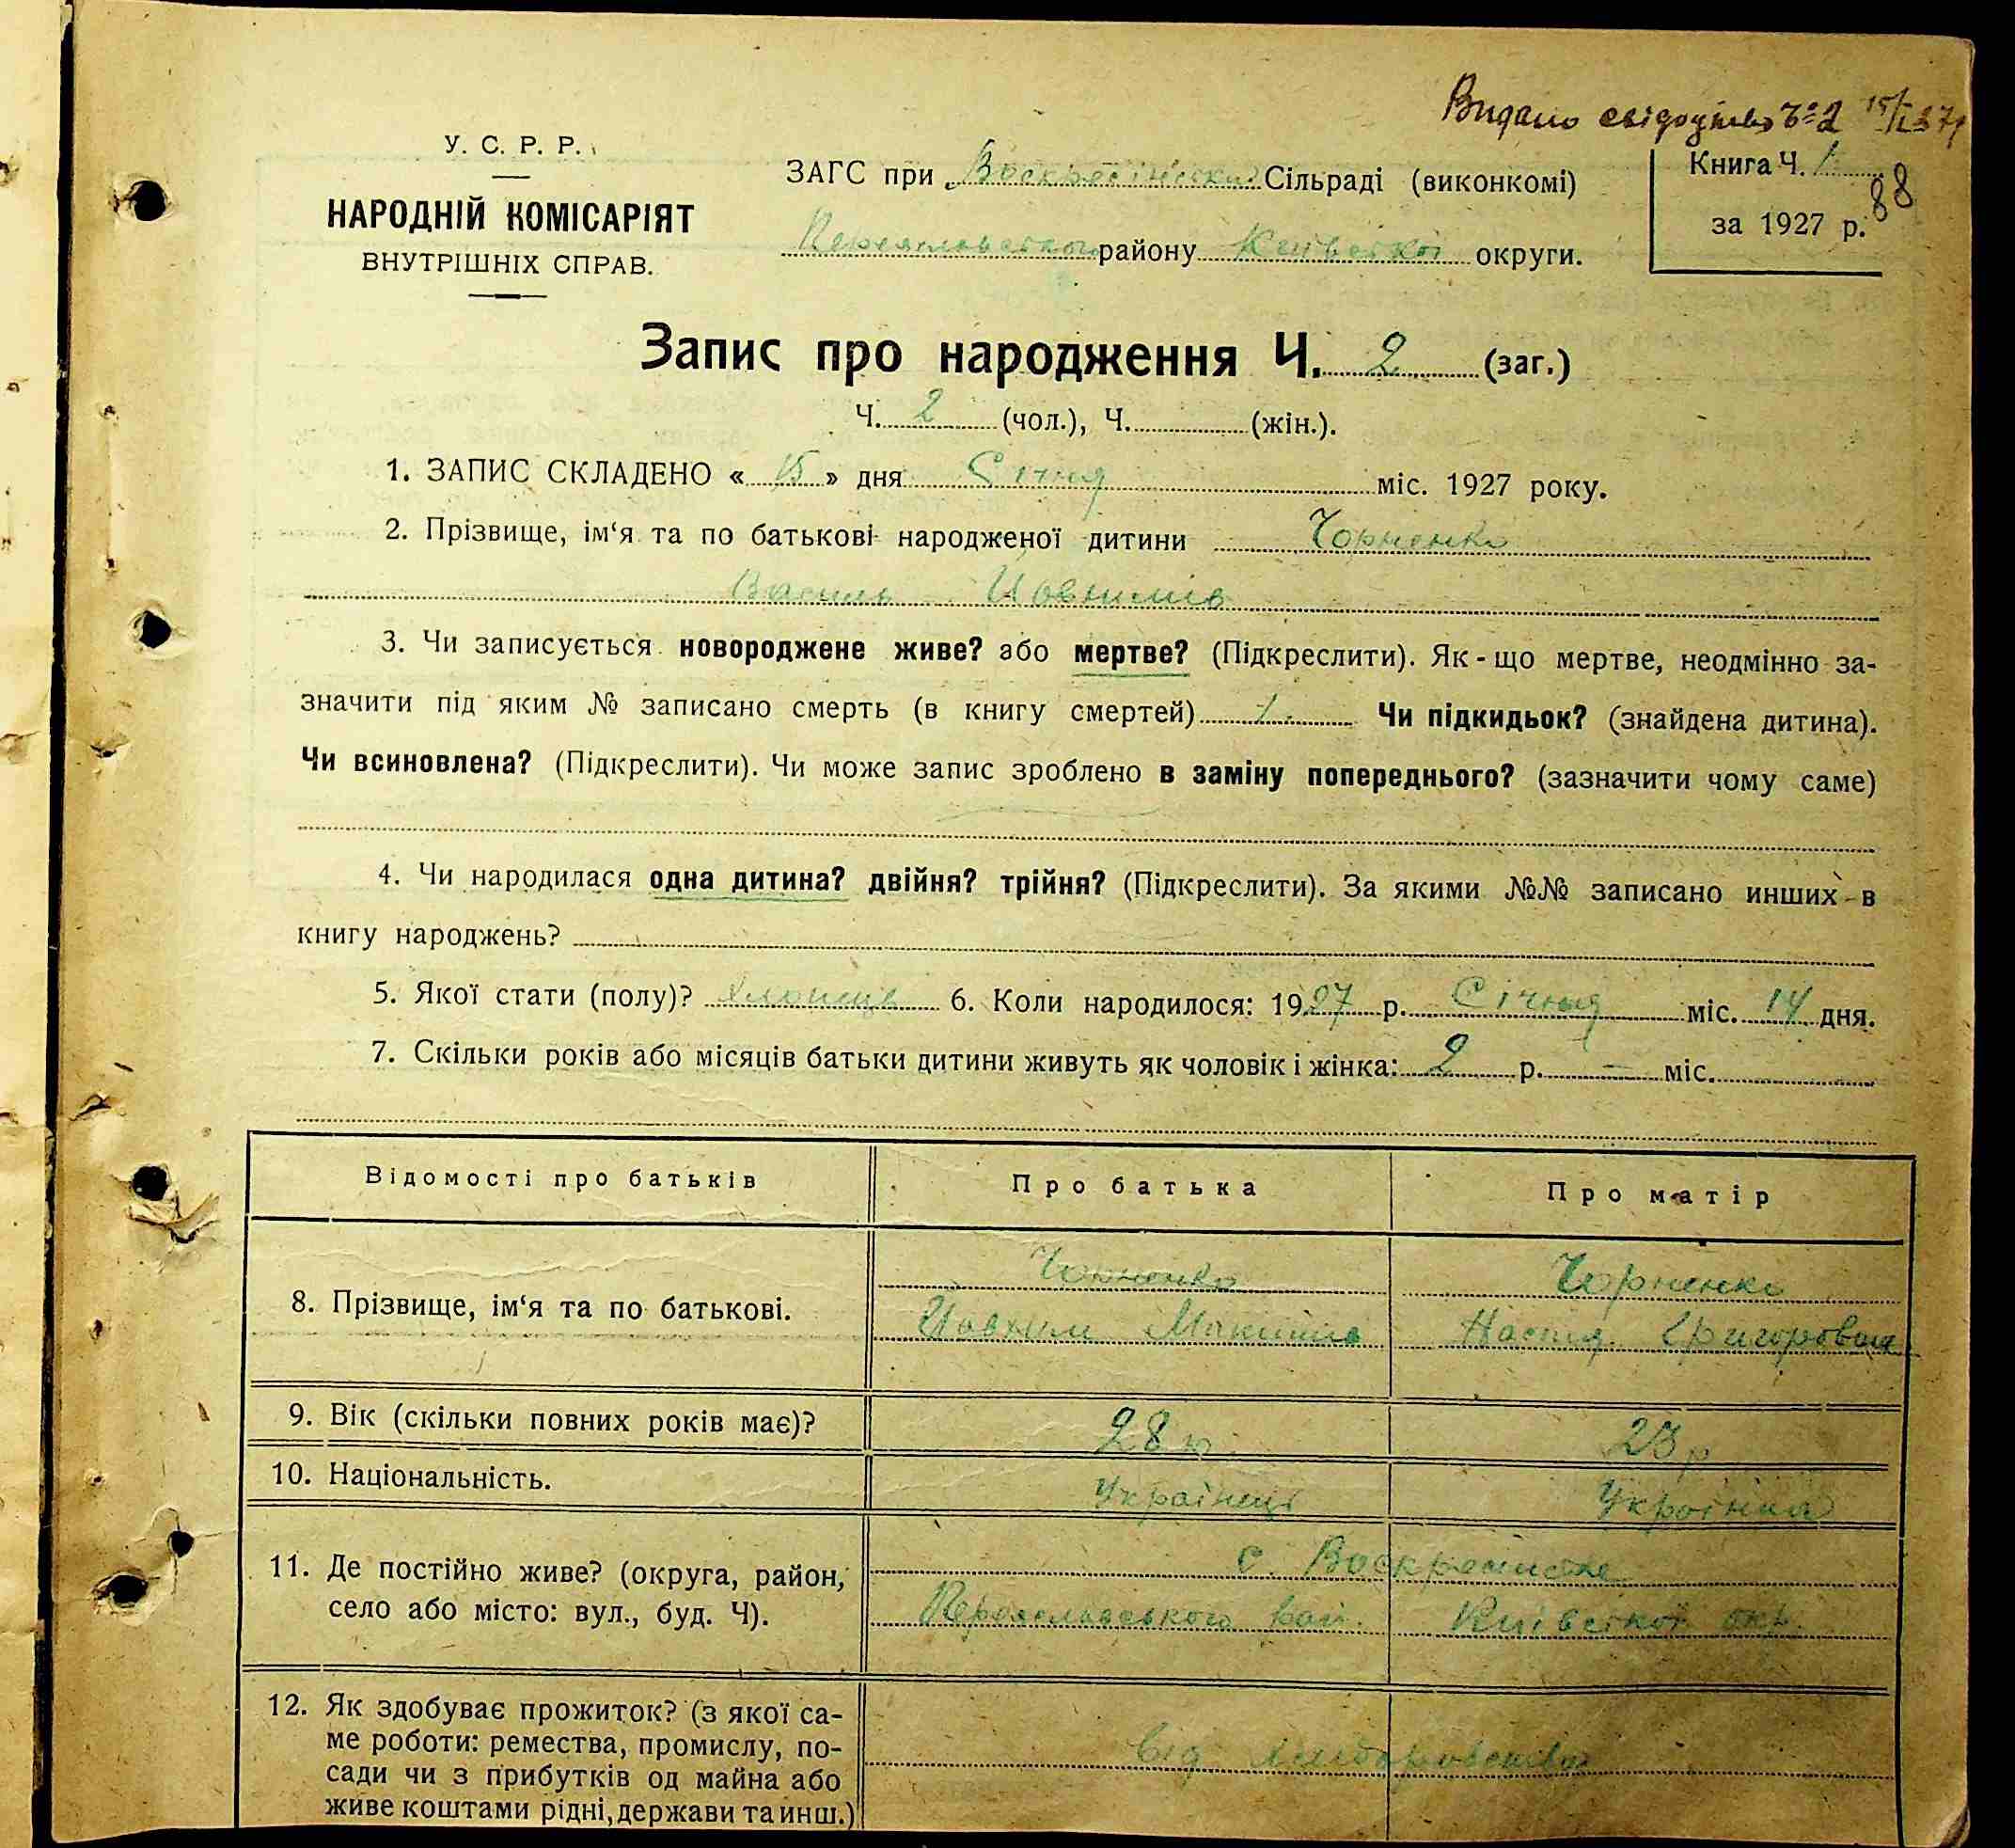 Видано свідоцтво Ч 2 15/I 27 р
У. С. Р. Р.
НАРОДНІЙ КОМІСАРІЯТ
ВНУТРІШНІХ СПРАВ.
ЗАГС при Воскресінській Сільраді (виконкомі)
Переяславського району Київської округи.
Книга Ч. 1
88
за 1927 р.
Запис про народження Ч. 2 (заг.)
Ч. 2 (чол.), Ч. (жін.).
1. ЗАПИС СКЛАДЕНО « 15 » дня Січня міс. 1927 року.
2. Прізвище, ім‘я та по батькові народженої дитини Чорненко
Василь Йовхимів
3. Чи записується новороджене живе? або мертве? (Підкреслити). Як-що мертве, неодмінно за-
значити під яким № записано смерть (в книгу смертей) 1. Чи підкидьок? (знайдена дитина).
Чи всиновлена? (Підкреслити). Чи може запис зроблено в заміну попереднього? (зазначити чому саме)
4. Чи народилася одна дитина? двійня? трійня? (Підкреслити). За якими №№ записано инших в
книгу народжень?
5. Якої стати (полу)? 6. Коли народилося: 1927 р. Січня міс. 14 дня.
7. Скільки років або місяців батьки дитини живуть як чоловік і жінка: 2 р. — міс.
Відомості про батьків Про батька Про матір
8. Прізвище, ім‘я та по батькові. Чорненко Чорненко
Йовхим Макимів Настя Григоровна
9. Вік (скільки повних років має)? 28 р. 23 р
10. Національність. Українець Українка
11. Де постійно живе? (округа, район,
село або місто: вул., буд. Ч).
с. Воскресінське
Переяславського рай. Київської окр.
12. Як здобуває прожиток? (з якої са-
ме роботи: ремества, промислу, по-
сади чи з прибутків од майна або
живе коштами рідні, держави та инш.)
від хліборобства